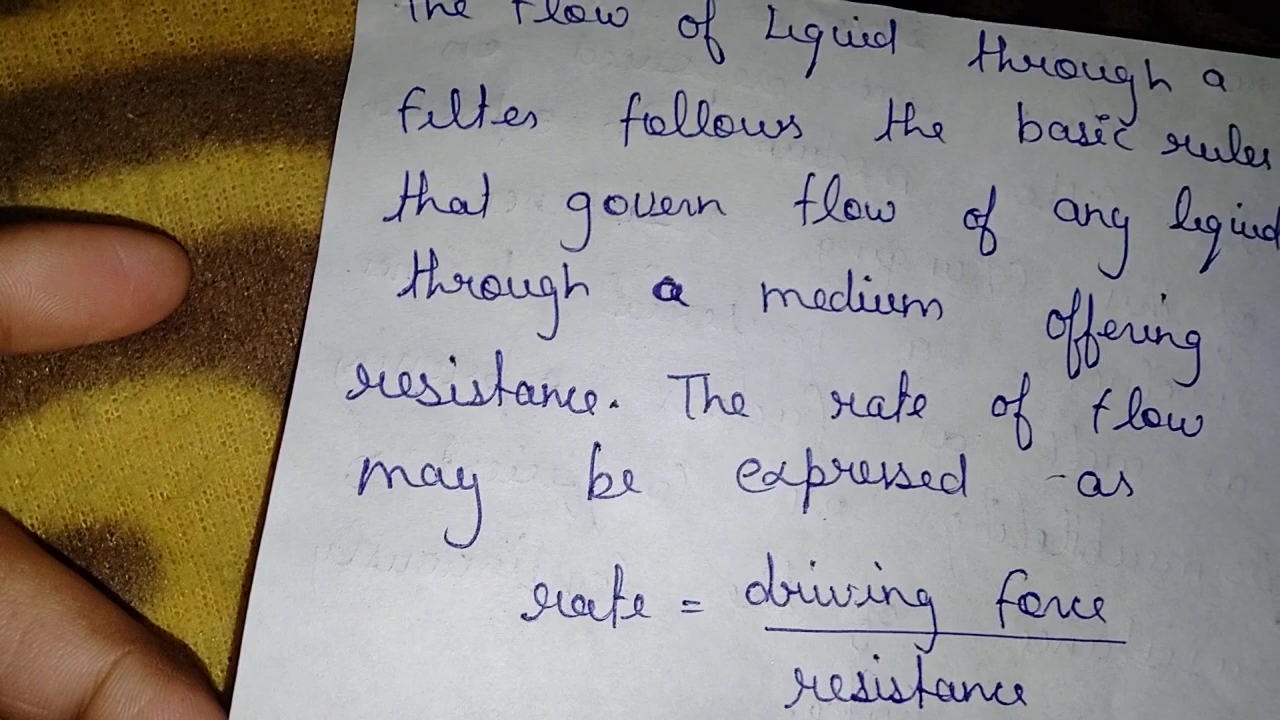 The Flow of Liquid through a
filter follows the basic rules
that govern flow of any liquid
through a medium offering
resistance. The rate of flow
may be expressed as
rate = driving force
resistance